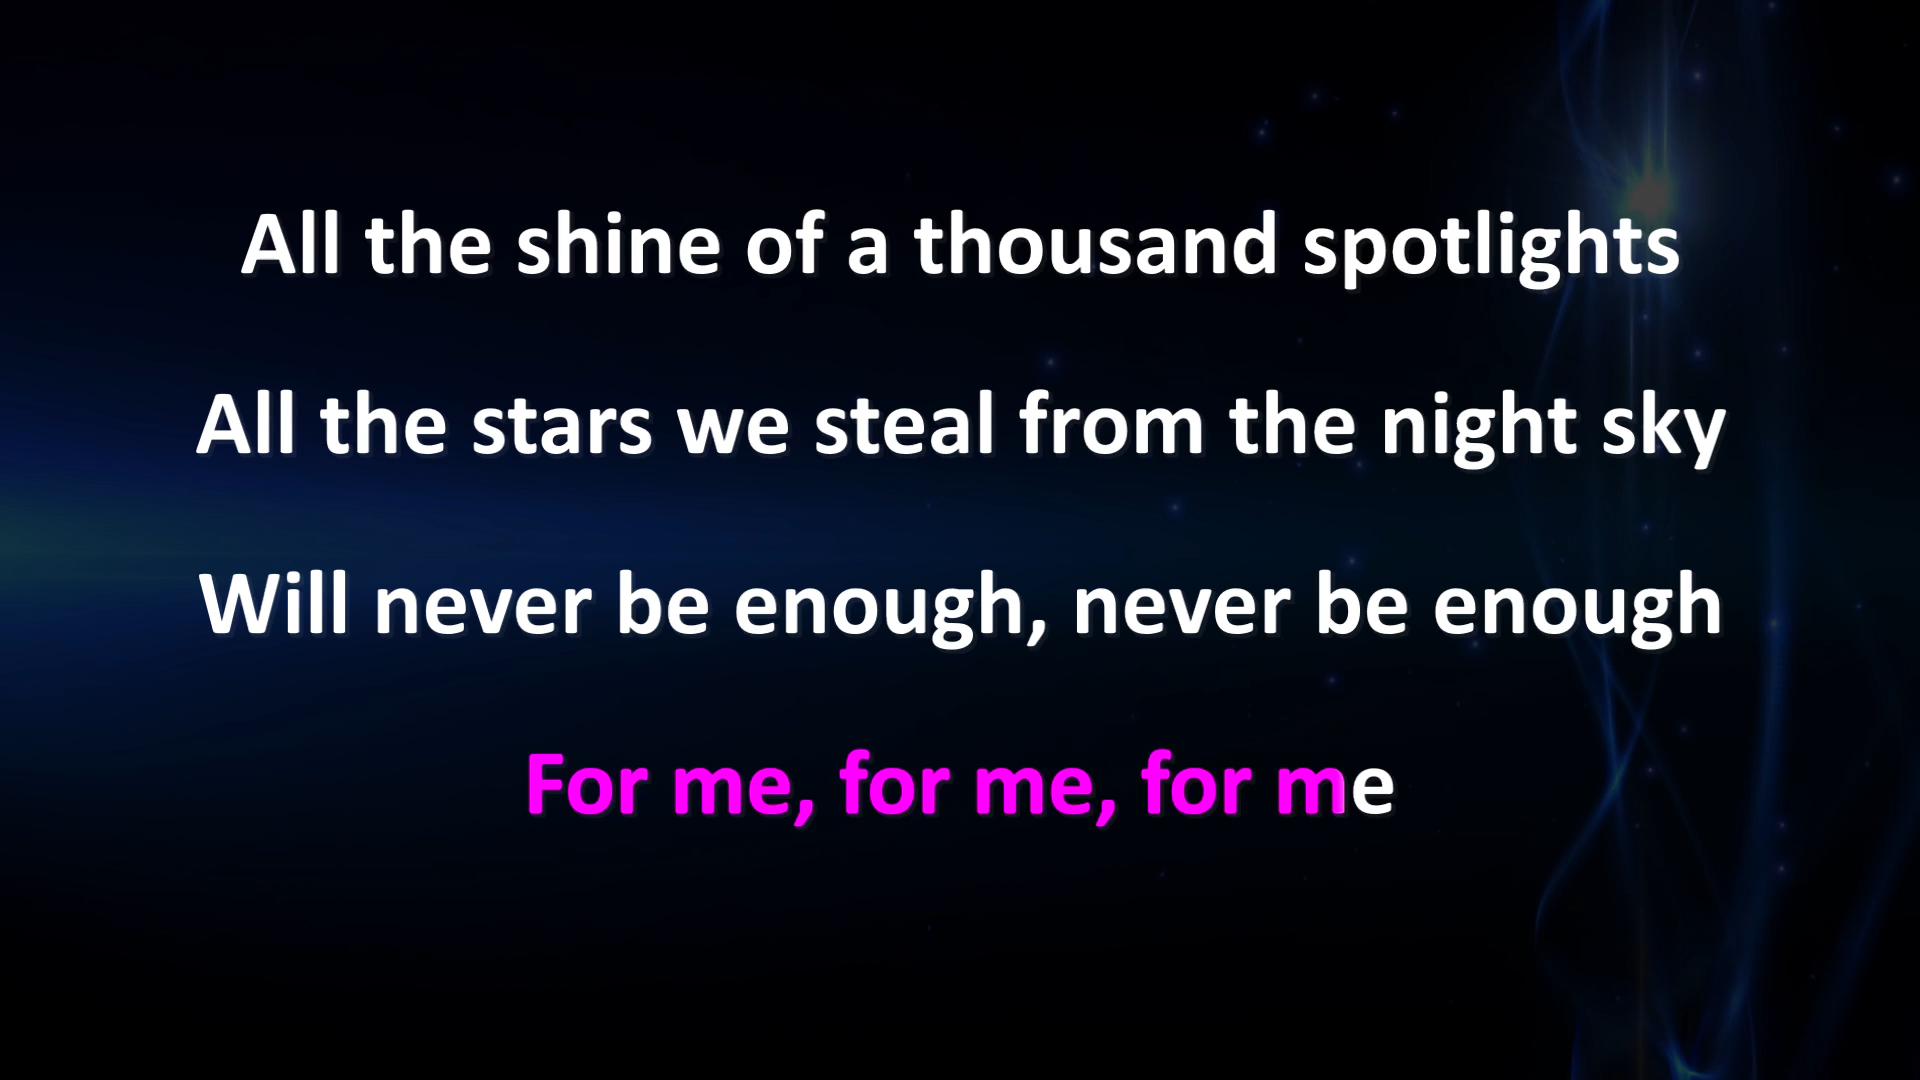 All the shine of a thousand spotlights
All the stars we steal from the night sky
Will never be enough, never be enough
For me, for me, for me